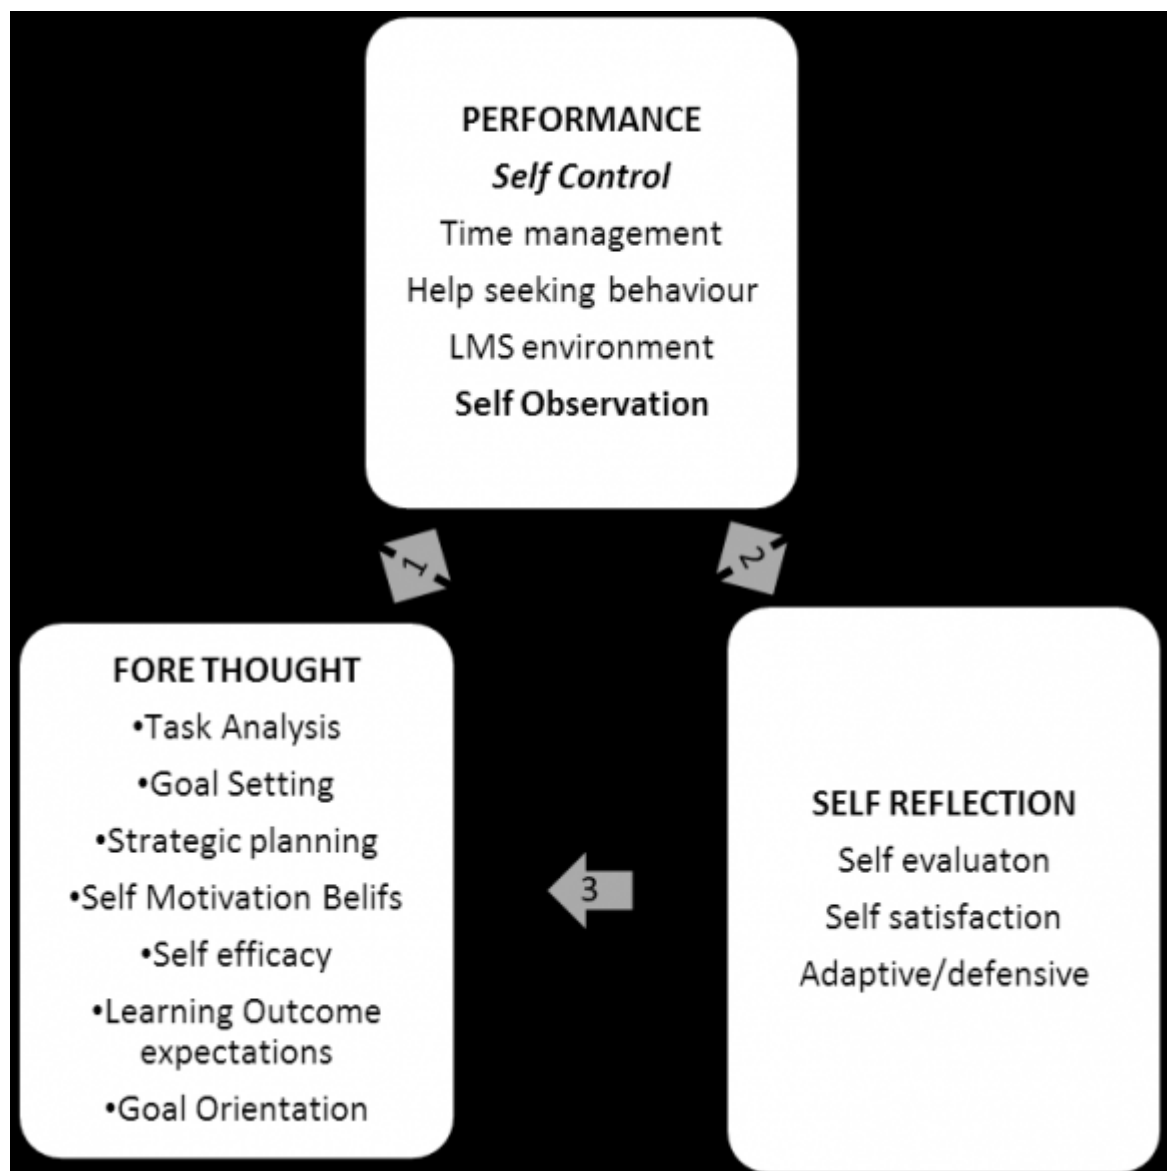 PERFORMANCE
Self Control
Time management
Help seeking behaviour
LMS environment
Self Observation
1
2
FORE THOUGHT
•Task Analysis
•Goal Setting
•Strategic planning
•Self Motivation Belifs
•Self efficacy
•Learning Outcome
expectations
•Goal Orientation
3
SELF REFLECTION
Self evaluaton
Self satisfaction
Adaptive/defensive